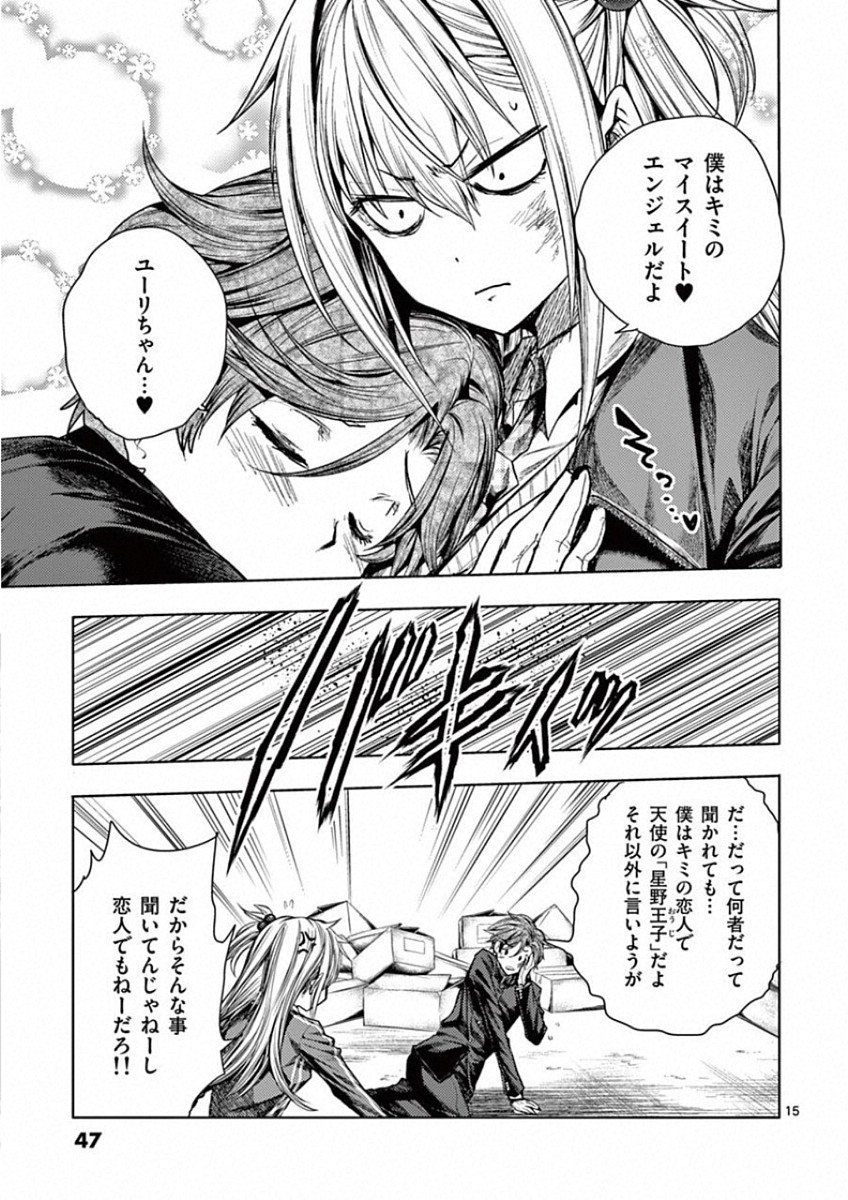 僕はキミの
マイスイート♥
エンジェルだよ
ユーリちゃん…♥
バキィッ
だ…だって何者だって
聞かれても…
僕はキミの恋人で
天使の「星野王子」だよ
おうじ
それ以外に言いようが
だからそんな事
聞いてんじゃねーし
恋人でもねーだろ!!
15
47